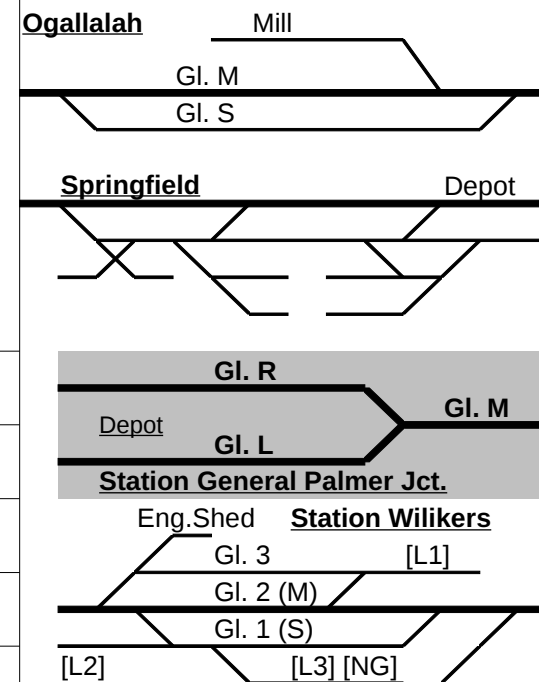 Ogallalah Mill
Gl. M
Gl. S
Springfield Depot
Gl. R
Gl. M
Depot
Gl. L
Station General Palmer Jct.
Eng.Shed Station Wilikers
Gl. 3 [L1]
Gl. 2 (M)
Gl. 1 (S)
[L2] [L3] [NG]